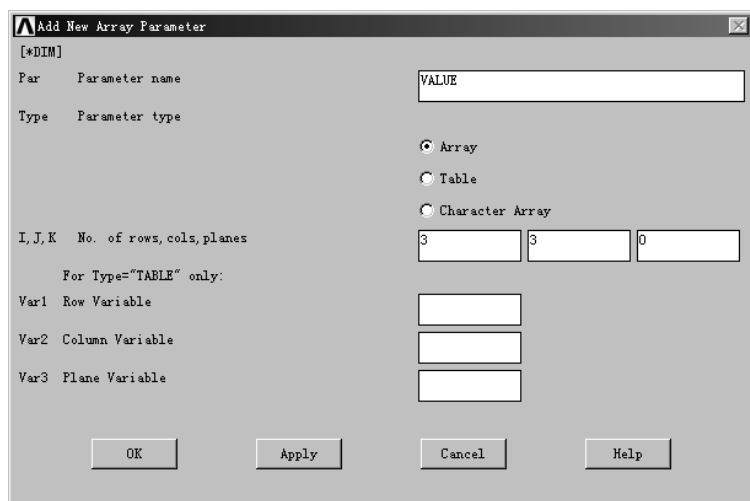 Add New Array Parameter
[*DIM]
Par Parameter name VALUE
Type Parameter type
Array
Table
Character Array
I,J,K No. of rows,cols,planes 3 3 0
For Type="TABLE" only:
Var1 Row Variable
Var2 Column Variable
Var3 Plane Variable
OK Apply Cancel Help